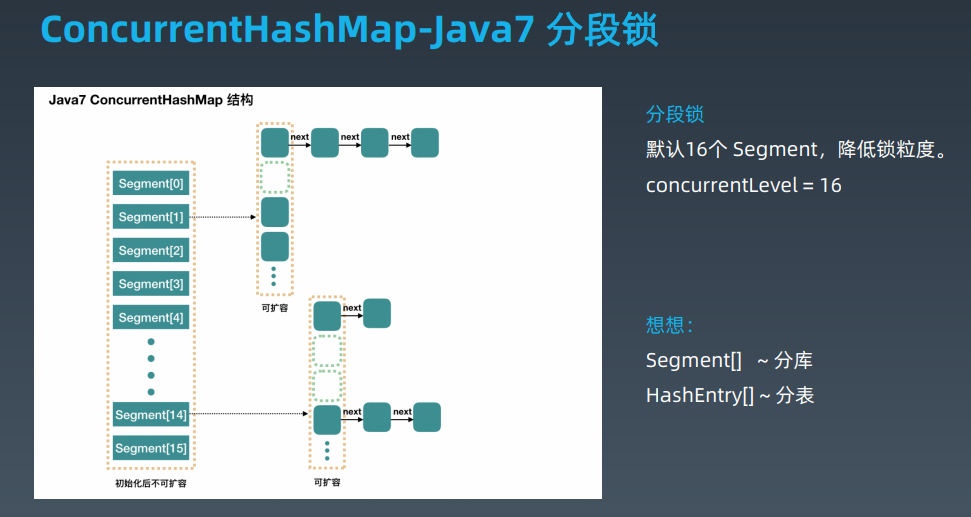 ConcurrentHashMap-Java7 分段锁
Java7 ConcurrentHashMap 结构
next next next
Segment[0]
Segment[1]
Segment[2]
Segment[3]
Segment[4]
可扩容
next
Segment[14]
next next
Segment[15]
初始化后不可扩容
可扩容
分段锁
默认16个 Segment，降低锁粒度。
concurrentLevel = 16
想想：
Segment[] ~ 分库
HashEntry[] ~ 分表